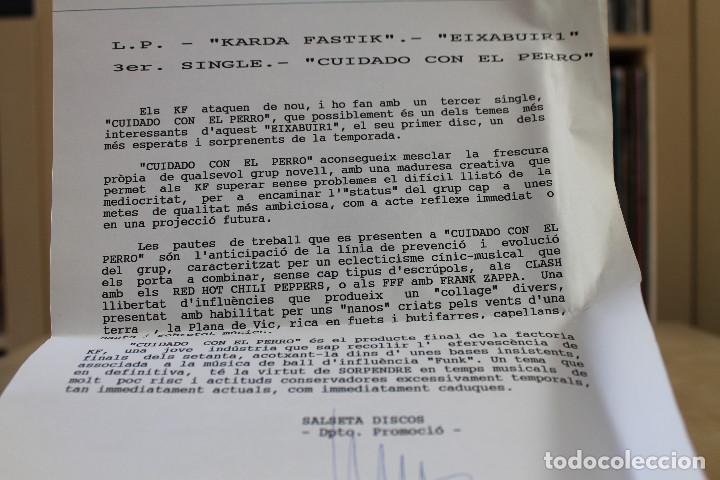 L.P. - "KARDA FASTIK".- "EIXABUIR1"
3er. SINGLE.- "CUIDADO CON EL PERRO"
Els KF ataquen de nou, i ho fan amb un tercer single,
"CUIDADO CON EL PERRO", que possiblement és un dels temes més
interessants d'aquest "EIXABUIR1", el seu primer disc, un dels
més esperats i sorprenents de la temporada.
"CUIDADO CON EL PERRO" aconsegueix mesclar la frescura
pròpia de qualsevol grup novell, amb una maduresa creativa que
permet als KF superar sense problemes el difícil llistó de la
mediocritat, per a encaminar l'"status" del grup cap a unes
metes de qualitat més ambiciosa, com a acte reflexe immediat o
en una projecció futura.
Les pautes de treball que es presenten a "CUIDADO CON EL
PERRO" són l'anticipació de la línia de prevenció i evolució
del grup, caracteritzat per un eclecticisme cínic-musical que
els porta a combinar, sense cap tipus d'escrúpols, als CLASH
amb els RED HOT CHILI PEPPERS, o als FFF amb FRANK ZAPPA. Una
llibertat d'influències que produeix un "collage" divers,
presentat amb habilitat per uns "nanos" criats pels vents d'una
terra , la Plana de Vic, rica en fuets i butifarres, capellans,
"CUIDADO CON EL PERRO" és el producte final de la factoria
KF, una jove indústria que sap recollir l' efervescència de
finals dels setanta, acotxant-la dins d' unes bases insistents,
associada a la música de ball d'influència "Funk". Un tema que
en definitiva, té la virtut de SORPENDRE en temps musicals de
molt poc risc i actituds conservadores excessivament temporals,
tan immediatament actuals, com immediatament caduques.
SALSETA DISCOS
- Dptq. Promoció -
todocoleccion.net